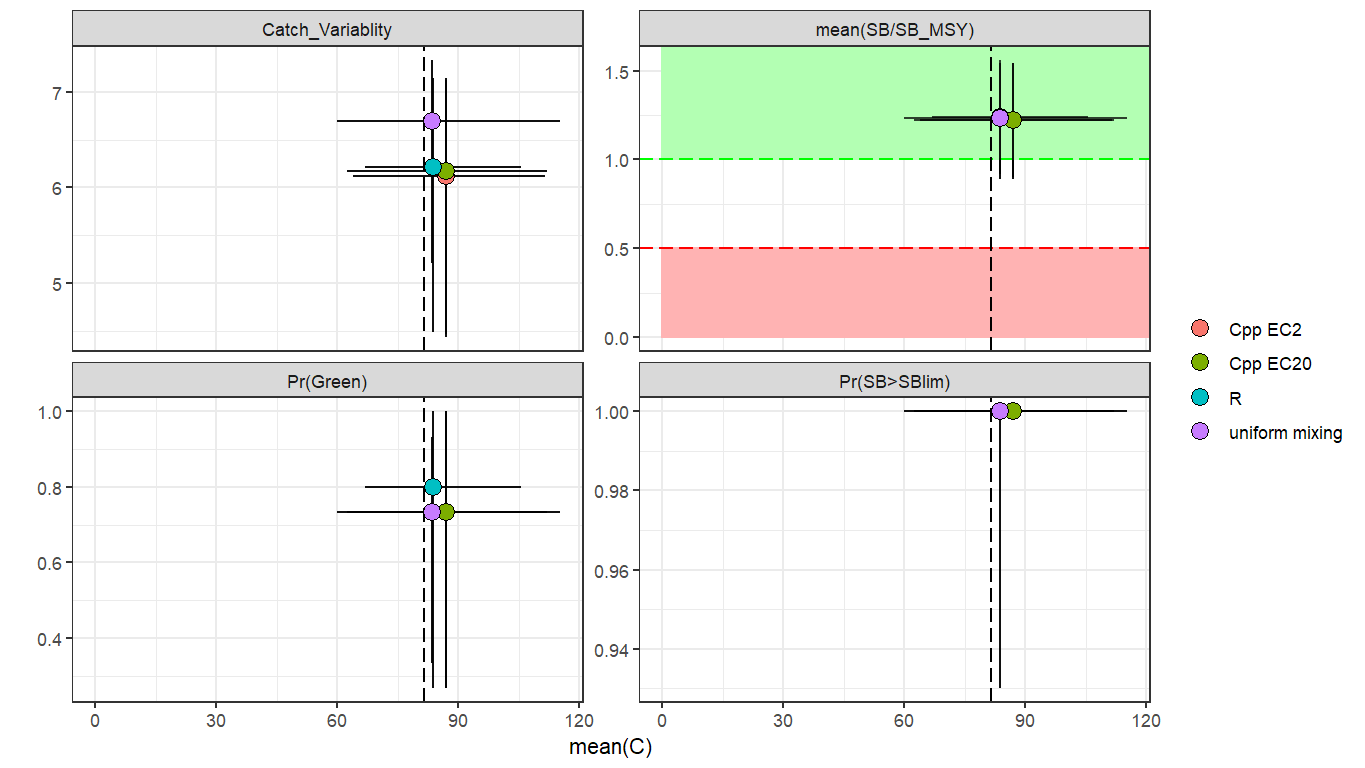 Catch_Variablity
mean(SB/SB_MSY)
7
6
5
1.5
1.0
0.5
0.0
Pr(Green)
Pr(SB>SBlim)
1.0
0.8
0.6
0.4
1.00
0.98
0.96
0.94
0 30 60 90 120
0 30 60 90 120
mean(C)
Cpp EC2
Cpp EC20
R
uniform mixing